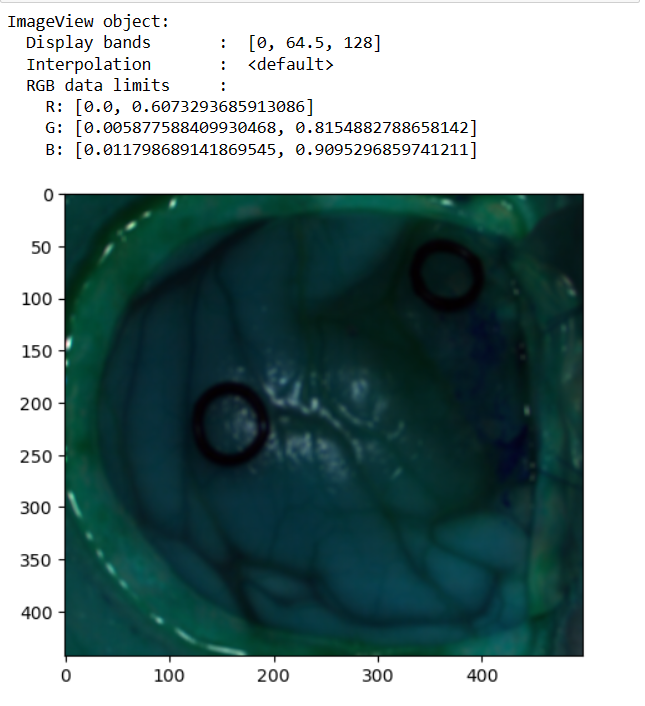 ImageView object:
Display bands : [0, 64.5, 128]
Interpolation : <default>
RGB data limits :
R: [0.0, 0.6073293685913086]
G: [0.005877588409930468, 0.8154882788658142]
B: [0.011798689141869545, 0.9095296859741211]
0
50
100
150
200
250
300
350
400
0 100 200 300 400